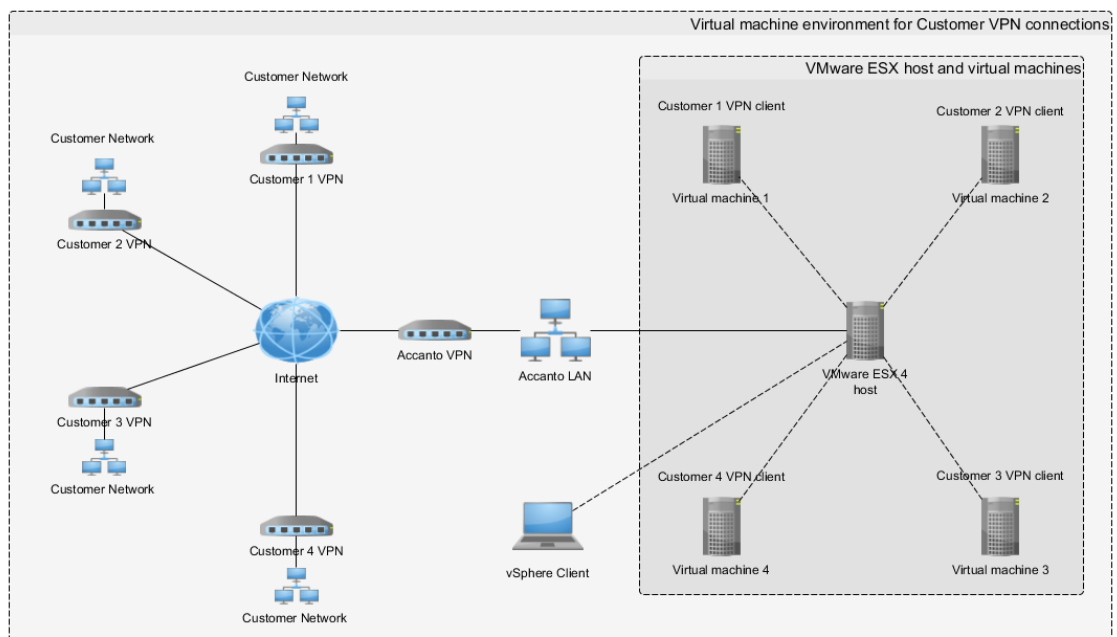 Virtual machine environment for Customer VPN connections
VMware ESX host and virtual machines
Customer Network
Customer 1 VPN
Customer Network
Customer 2 VPN
Internet
Accanto VPN
Accanto LAN
Customer 3 VPN
Customer Network
Customer 4 VPN
Customer Network
vSphere Client
Customer 1 VPN client
Virtual machine 1
Customer 2 VPN client
Virtual machine 2
VMware ESX 4
host
Customer 4 VPN client
Virtual machine 4
Customer 3 VPN client
Virtual machine 3